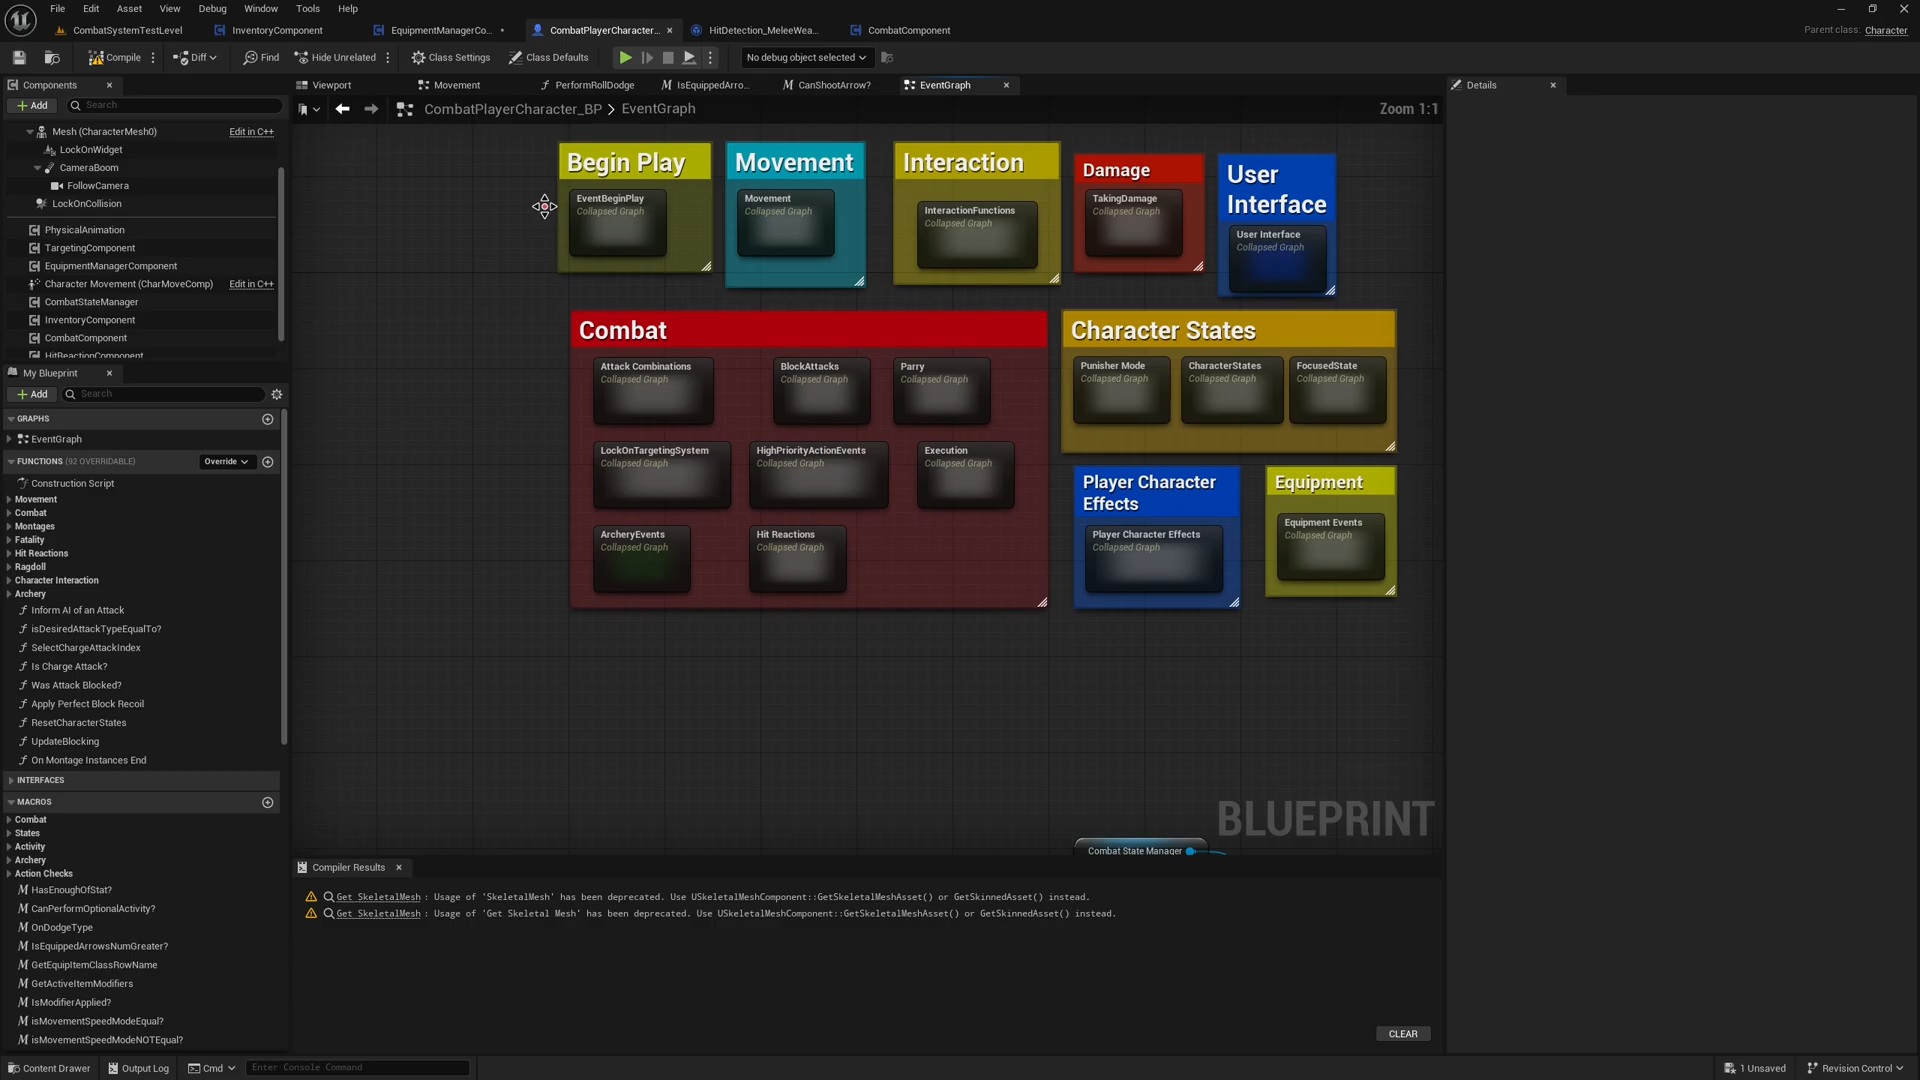 File Edit Asset View Debug Window Tools Help
CombatSystemTestLevel InventoryComponent EquipmentManagerCo... • CombatPlayerCharacter... × HitDetection_MeleeWea... CombatComponent
Parent class: Character
Compile Diff Find Hide Unrelated Class Settings Class Defaults No debug object selected
Components × Viewport Movement PerformRollDodge IsEquippedArro... CanShootArrow? EventGraph × Details ×
+ Add Search
CombatPlayerCharacter_BP > EventGraph Zoom 1:1
Mesh (CharacterMesh0) Edit in C++
LockOnWidget
CameraBoom
FollowCamera
LockOnCollision
PhysicalAnimation
TargetingComponent
EquipmentManagerComponent
Character Movement (CharMoveComp) Edit in C++
CombatStateManager
InventoryComponent
CombatComponent
HitReactionComponent
My Blueprint ×
+ Add Search
GRAPHS
EventGraph
FUNCTIONS (92 OVERRIDABLE) Override
Construction Script
Movement
Combat
Montages
Fatality
Hit Reactions
Ragdoll
Character Interaction
Archery
Inform AI of an Attack
isDesiredAttackTypeEqualTo?
SelectChargeAttackIndex
Is Charge Attack?
Was Attack Blocked?
Apply Perfect Block Recoil
ResetCharacterStates
UpdateBlocking
On Montage Instances End
INTERFACES
MACROS
Combat
States
Activity
Archery
Action Checks
HasEnoughOfStat?
CanPerformOptionalActivity?
OnDodgeType
IsEquippedArrowsNumGreater?
GetEquipItemClassRowName
GetActiveItemModifiers
IsModifierApplied?
isMovementSpeedModeEqual?
isMovementSpeedModeNOTEqual?
Begin Play
EventBeginPlay
Collapsed Graph
Movement
Movement
Collapsed Graph
Interaction
InteractionFunctions
Collapsed Graph
Damage
TakingDamage
Collapsed Graph
User
Interface
User Interface
Collapsed Graph
Combat
Attack Combinations
Collapsed Graph
BlockAttacks
Collapsed Graph
Parry
Collapsed Graph
LockOnTargetingSystem
Collapsed Graph
HighPriorityActionEvents
Collapsed Graph
Execution
Collapsed Graph
ArcheryEvents
Collapsed Graph
Hit Reactions
Collapsed Graph
Character States
Punisher Mode
Collapsed Graph
CharacterStates
Collapsed Graph
FocusedState
Collapsed Graph
Player Character
Effects
Player Character Effects
Collapsed Graph
Equipment
Equipment Events
Collapsed Graph
BLUEPRINT
Combat State Manager
Compiler Results ×
Get SkeletalMesh : Usage of 'SkeletalMesh' has been deprecated. Use USkeletalMeshComponent::GetSkeletalMeshAsset() or GetSkinnedAsset() instead.
Get SkeletalMesh : Usage of 'Get Skeletal Mesh' has been deprecated. Use USkeletalMeshComponent::GetSkeletalMeshAsset() or GetSkinnedAsset() instead.
CLEAR
Content Drawer Output Log Cmd Enter Console Command 1 Unsaved Revision Control